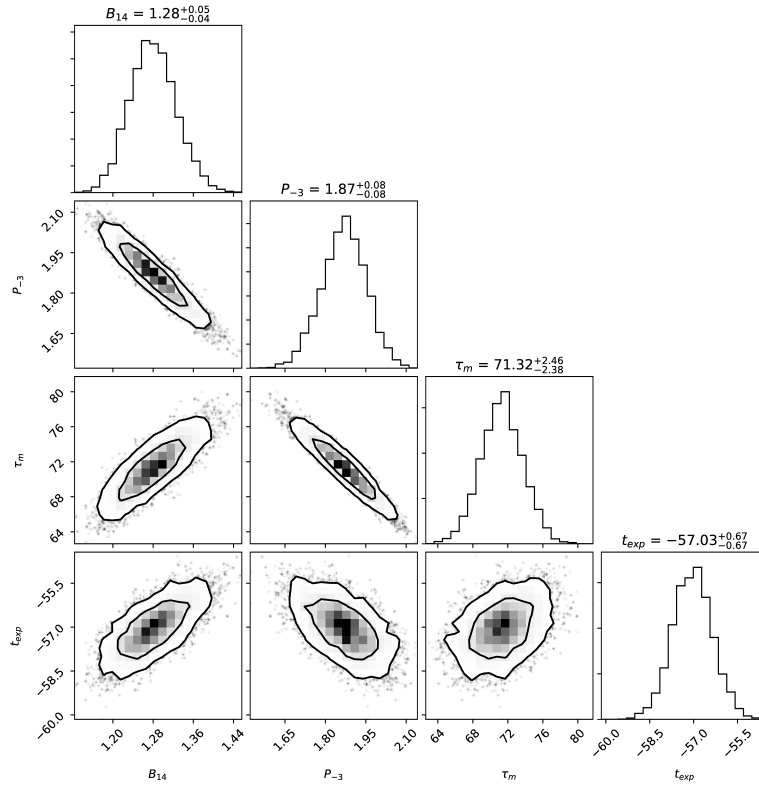 B₁₄ = 1.28⁺⁰·⁰⁵₋₀.₀₄
P₋₃ = 1.87⁺⁰·⁰⁸₋₀.₀₈
2.10
1.95
1.80
1.65
P₋₃
τₘ = 71.32⁺²·⁴⁶₋₂.₃₈
80
76
72
68
64
τₘ
t_exp = −57.03⁺⁰·⁶⁷₋₀.₆₇
−55.5
−57.0
−58.5
−60.0
t_exp
1.20 1.28 1.36 1.44
1.65 1.80 1.95 2.10
64 68 72 76 80
−60.0 −58.5 −57.0 −55.5
B₁₄ P₋₃ τₘ t_exp